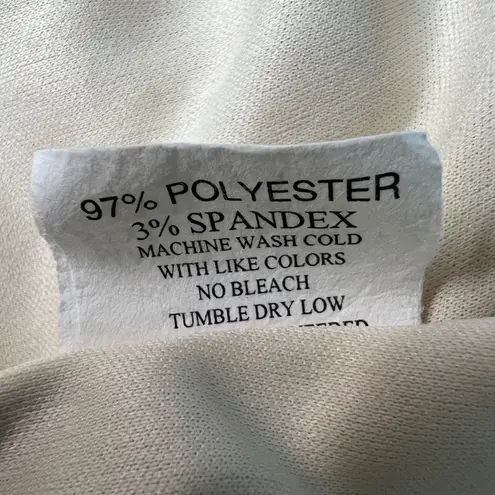 97% POLYESTER
3% SPANDEX
MACHINE WASH COLD
WITH LIKE COLORS
NO BLEACH
TUMBLE DRY LOW